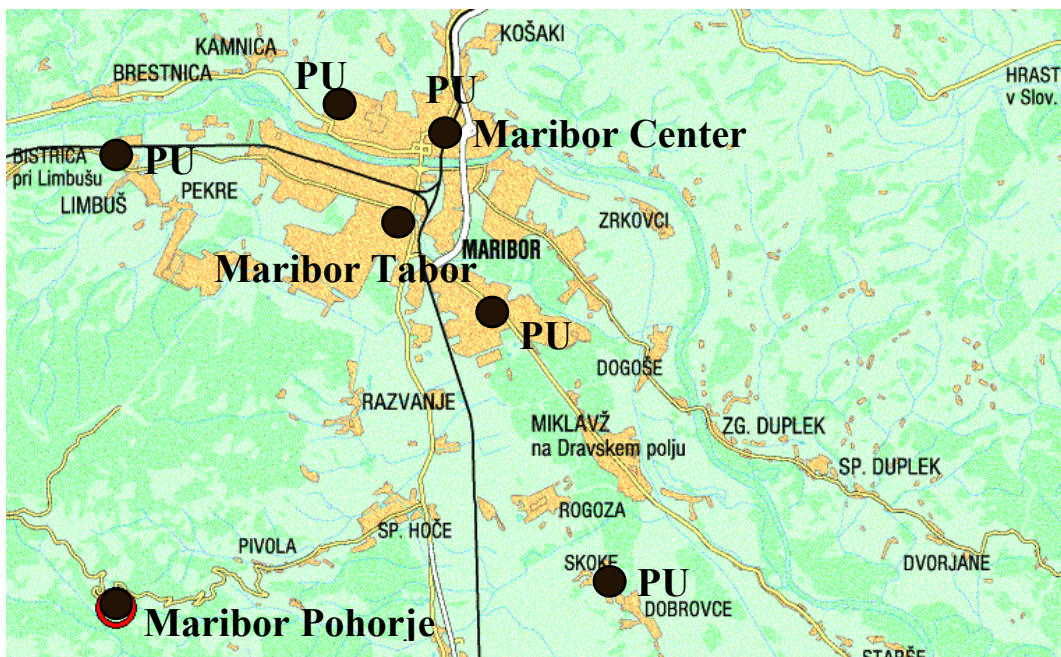 KOŠAKI
KAMNICA
BRESTNICA
PU
PU
HRAST
v Slov.
Maribor Center
BISTRICA
pri Limbušu
PU
PEKRE
LIMBUŠ
ZRKOVCI
MARIBOR
Maribor Tabor
PU
DOGOŠE
RAZVANJE
MIKLAVŽ
na Dravskem polju
ZG. DUPLEK
SP. DUPLEK
ROGOZA
SP. HOČE
PIVOLA
SKOKE
DVORJANE
PU
DOBROVCE
Maribor Pohorje
STARŠE